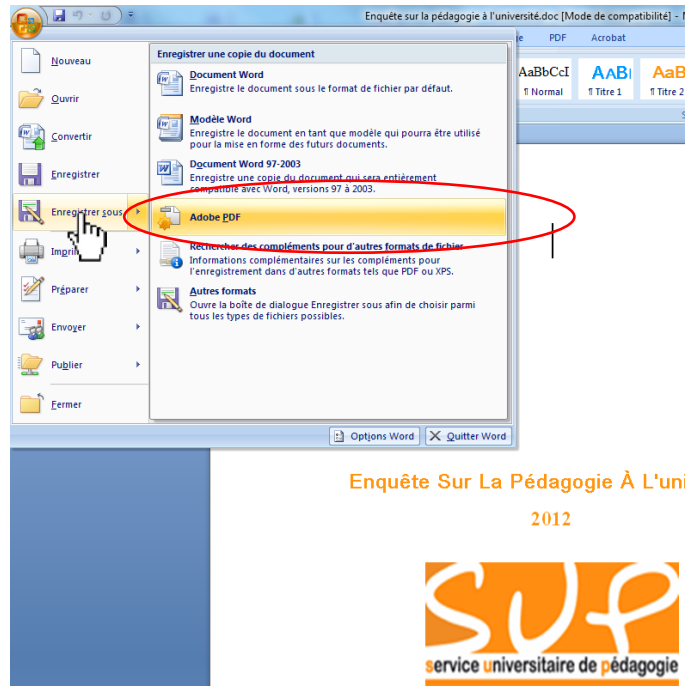 Enquête sur la pédagogie à l'université.doc [Mode de compatibilité] -
PDF Acrobat
Nouveau
Ouvrir
Convertir
Enregistrer
Enregistrer sous
Préparer
Envoyer
Publier
Fermer
Enregistrer une copie du document
Document Word
Enregistre le document sous le format de fichier par défaut.
Modèle Word
Enregistre le document en tant que modèle qui pourra être utilisé
pour la mise en forme des futurs documents.
Document Word 97-2003
Enregistre une copie du document qui sera entièrement
compatible avec Word, versions 97 à 2003.
Adobe PDF
Rechercher des compléments pour d'autres formats de fichier
Informations complémentaires sur les compléments pour
l'enregistrement dans d'autres formats tels que PDF ou XPS.
Autres formats
Ouvre la boîte de dialogue Enregistrer sous afin de choisir parmi
tous les types de fichiers possibles.
Options Word Quitter Word
AaBbCcI AABI AaB
¶ Normal ¶ Titre 1 ¶ Titre 2
Enquête Sur La Pédagogie À L'uni
2012
SUP
service universitaire de pédagogie